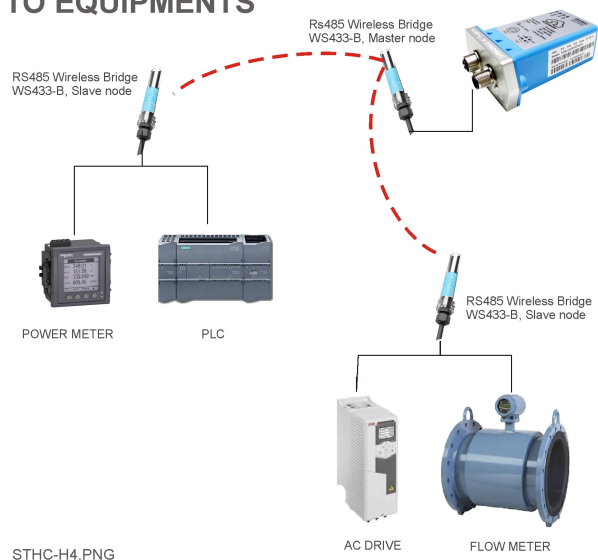 TO EQUIPMENTS
Rs485 Wireless Bridge
WS433-B, Master node
RS485 Wireless Bridge
WS433-B, Slave node
RS485 Wireless Bridge
WS433-B, Slave node
POWER METER
PLC
AC DRIVE
FLOW METER
STHC-H4.PNG